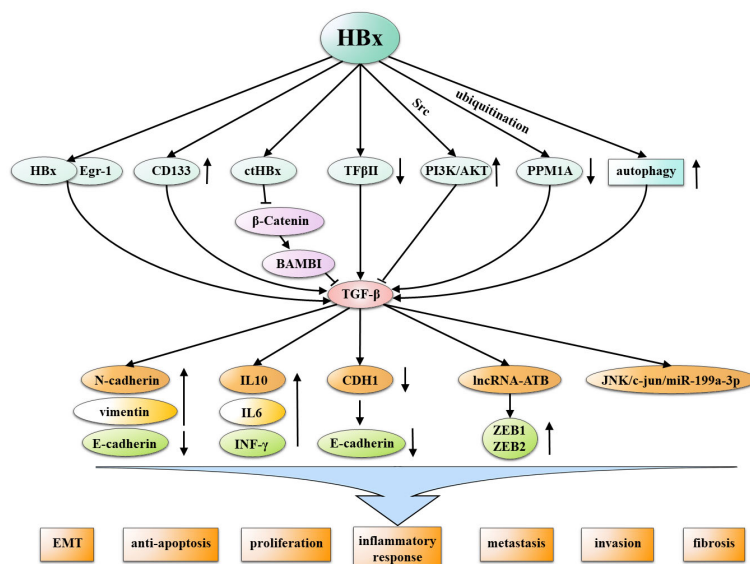 HBx
Src
ubiquitination
HBx
Egr-1
CD133
ctHBx
TFβII
PI3K/AKT
PPM1A
autophagy
β-Catenin
BAMBI
TGF-β
N-cadherin
IL10
CDH1
lncRNA-ATB
JNK/c-jun/miR-199a-3p
vimentin
IL6
E-cadherin
INF-γ
E-cadherin
ZEB1
ZEB2
EMT
anti-apoptosis
proliferation
inflammatory
response
metastasis
invasion
fibrosis